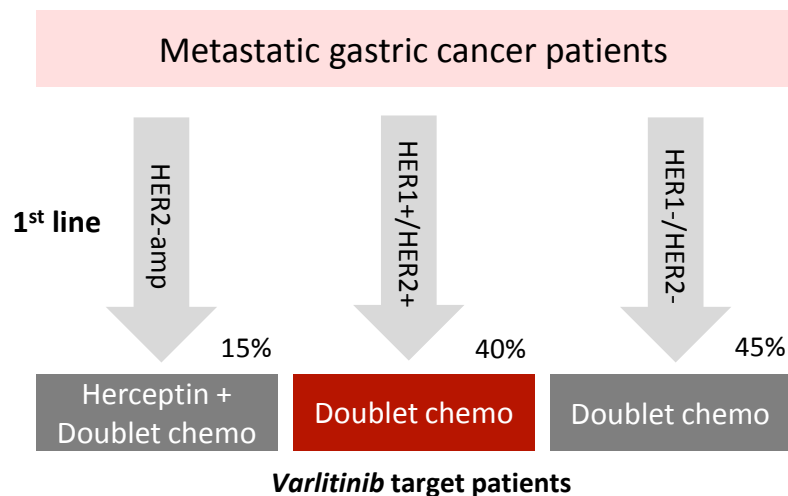 Metastatic gastric cancer patients
1st line
HER2-amp
HER1+/HER2+
HER1-/HER2-
15%
40%
45%
Herceptin +
Doublet chemo
Doublet chemo
Doublet chemo
Varlitinib target patients